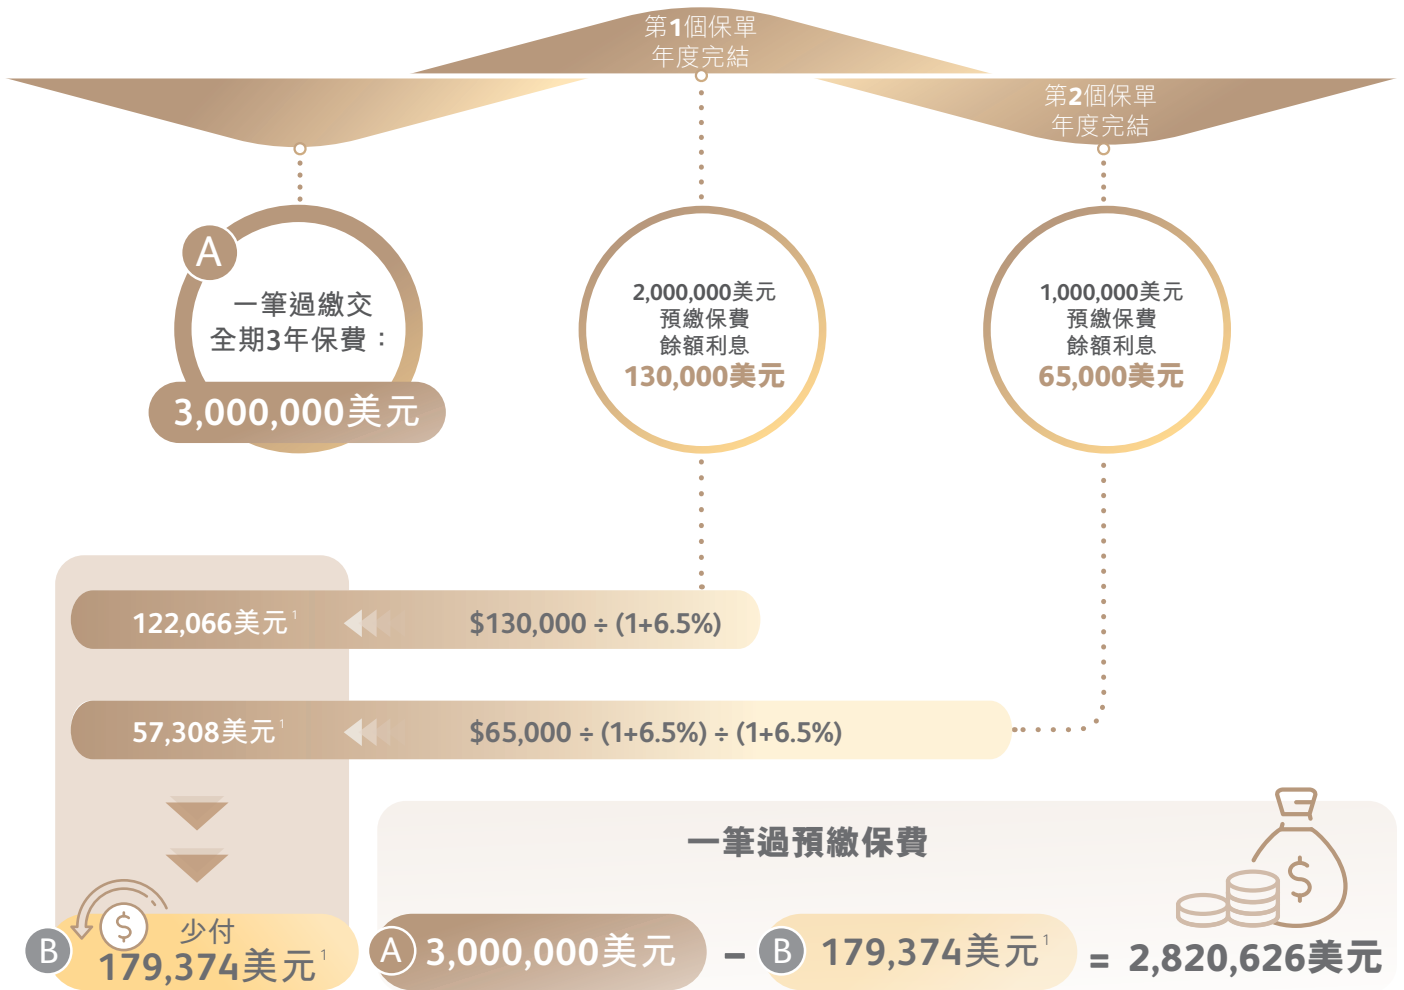 第1個保單
年度完結
第2個保單
年度完結
A
一筆過繳交
全期3年保費：
3,000,000美元
2,000,000美元
預繳保費
餘額利息
130,000美元
1,000,000美元
預繳保費
餘額利息
65,000美元
122,066美元1
$130,000 ÷ (1+6.5%)
57,308美元1
$65,000 ÷ (1+6.5%) ÷ (1+6.5%)
一筆過預繳保費
B
$
少付
179,374美元1
A 3,000,000美元 – B 179,374美元1 = 2,820,626美元
$